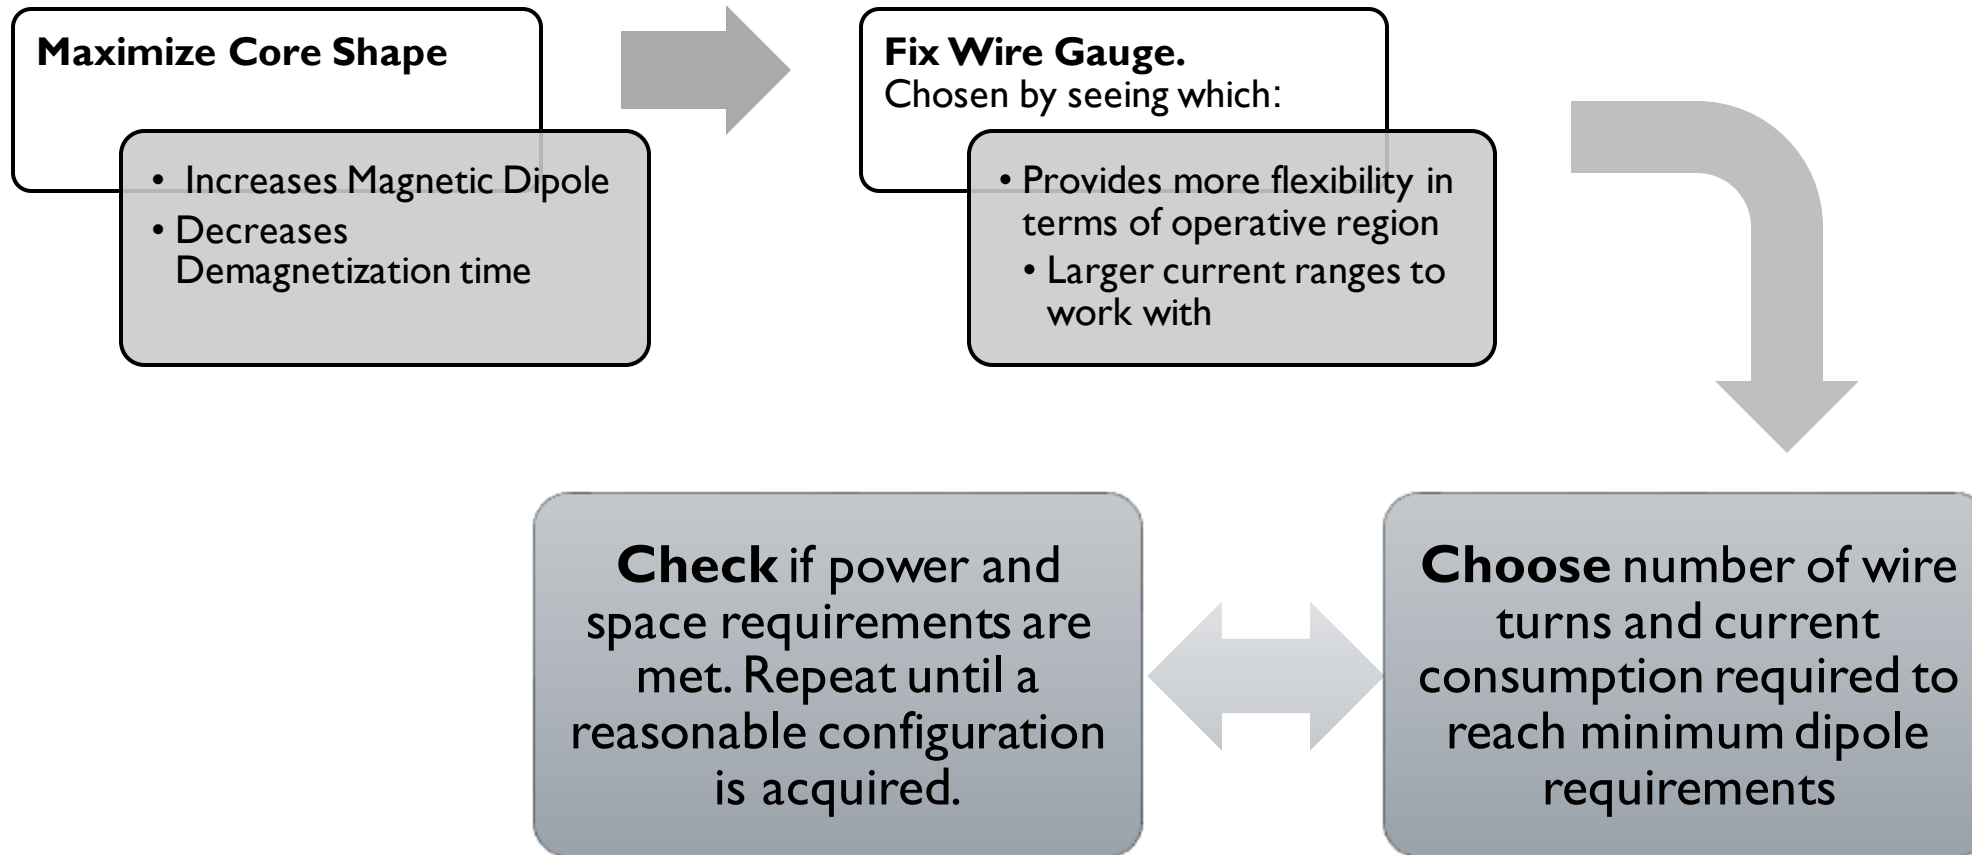 Maximize Core Shape
• Increases Magnetic Dipole
• Decreases
Demagnetization time
Fix Wire Gauge.
Chosen by seeing which:
• Provides more flexibility in
terms of operative region
• Larger current ranges to
work with
Choose number of wire
turns and current
consumption required to
reach minimum dipole
requirements
Check if power and
space requirements are
met. Repeat until a
reasonable configuration
is acquired.